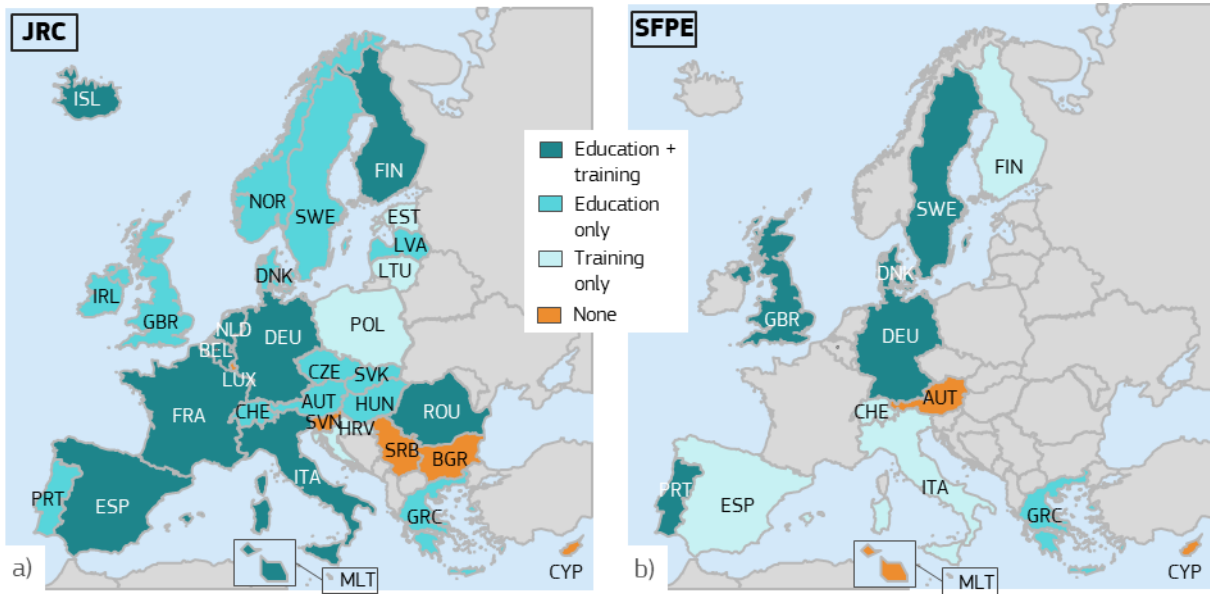 JRC
ISL
FIN
NOR
SWE
EST
LVA
DNK
LTU
IRL
GBR
NLD
DEU
POL
BEL
LUX
CZE
SVK
AUT
HUN
FRA
CHE
ROU
SVN
HRV
SRB
BGR
ITA
PRT
ESP
GRC
CYP
MLT
a)
Education +
training
Education
only
Training
only
None
SFPE
FIN
SWE
DNK
GBR
DEU
AUT
CHE
ITA
PRT
ESP
GRC
CYP
MLT
b)